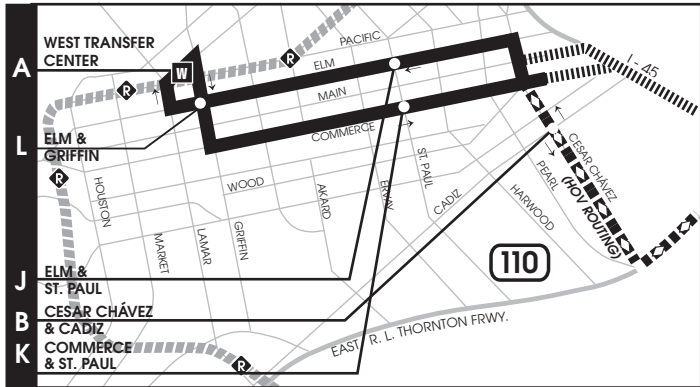 A
WEST TRANSFER
CENTER
W
R
R
R
R
PACIFIC
ELM
MAIN
COMMERCE
I - 45
L
ELM &
GRIFFIN
WOOD
HOUSTON
MARKET
LAMAR
GRIFFIN
AKARD
ERVAY
ST. PAUL
CADIZ
HARWOOD
PEARL
CESAR CHÁVEZ
(HOV ROUTING)
110
J
ELM &
ST. PAUL
B
CESAR CHÁVEZ
& CADIZ
K
COMMERCE
& ST. PAUL
EAST R. L. THORNTON FRWY.